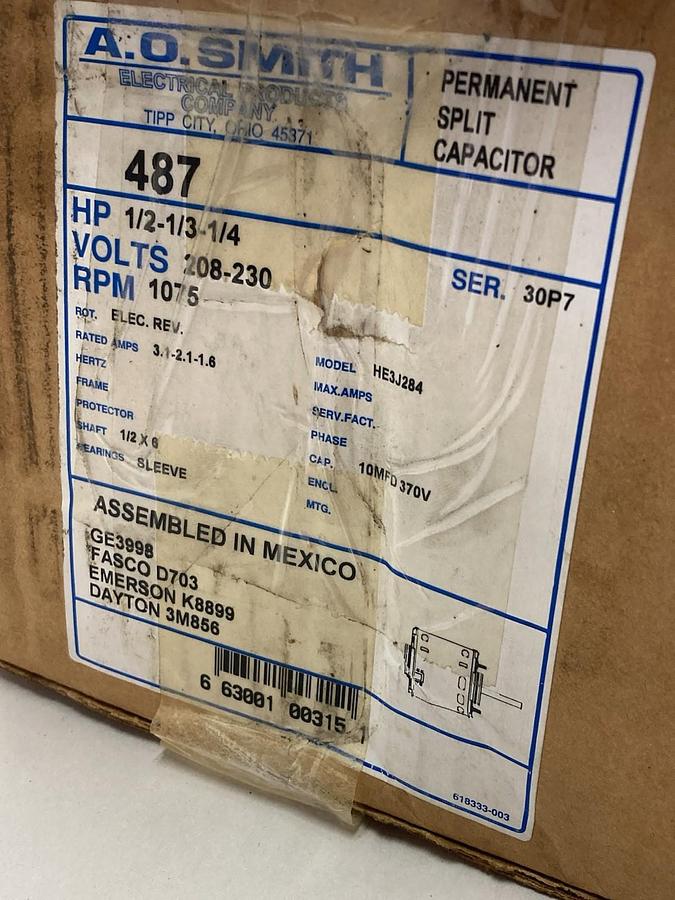 A.O. SMITH
ELECTRICAL PRODUCTS
COMPANY
TIPP CITY, OHIO 45371
PERMANENT
SPLIT
CAPACITOR
487
HP 1/2-1/3-1/4
VOLTS 208-230
RPM 1075
SER. 30P7
ROT. ELEC. REV.
RATED AMPS 3.1-2.1-1.6
HERTZ
FRAME
PROTECTOR
SHAFT 1/2 X 6
BEARINGS SLEEVE
MODEL HE3J284
MAX.AMPS
SERV.FACT.
PHASE
CAP. 10MFD 370V
ENCL.
MTG.
ASSEMBLED IN MEXICO
GE3998
FASCO D703
EMERSON K8899
DAYTON 3M856
6 63001 00315 1
618333-003